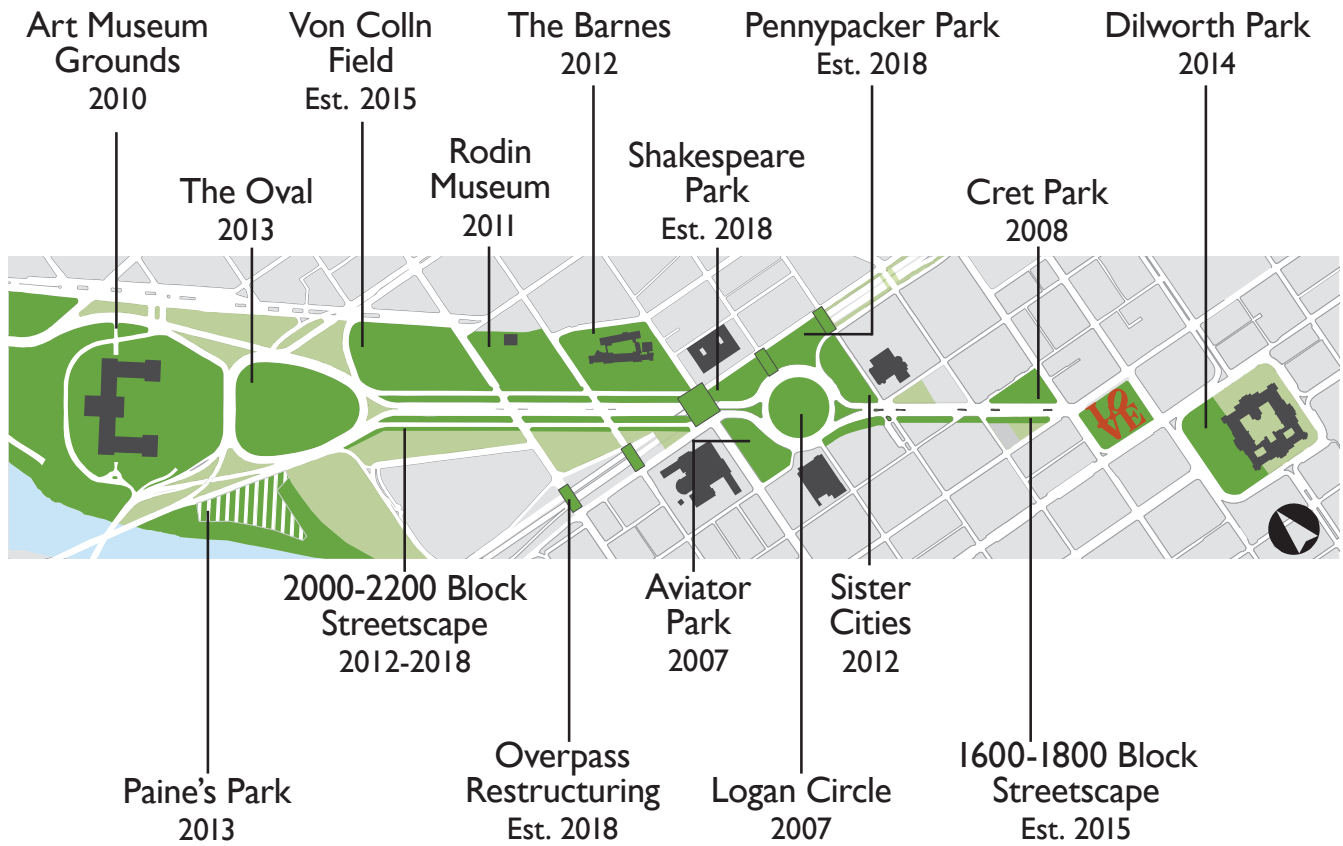 Art Museum
Grounds
2010
Von Colln
Field
Est. 2015
The Barnes
2012
Pennypacker Park
Est. 2018
Dilworth Park
2014
The Oval
2013
Rodin
Museum
2011
Shakespeare
Park
Est. 2018
Cret Park
2008
LOVE
2000-2200 Block
Streetscape
2012-2018
Aviator
Park
2007
Sister
Cities
2012
Paine's Park
2013
Overpass
Restructuring
Est. 2018
Logan Circle
2007
1600-1800 Block
Streetscape
Est. 2015